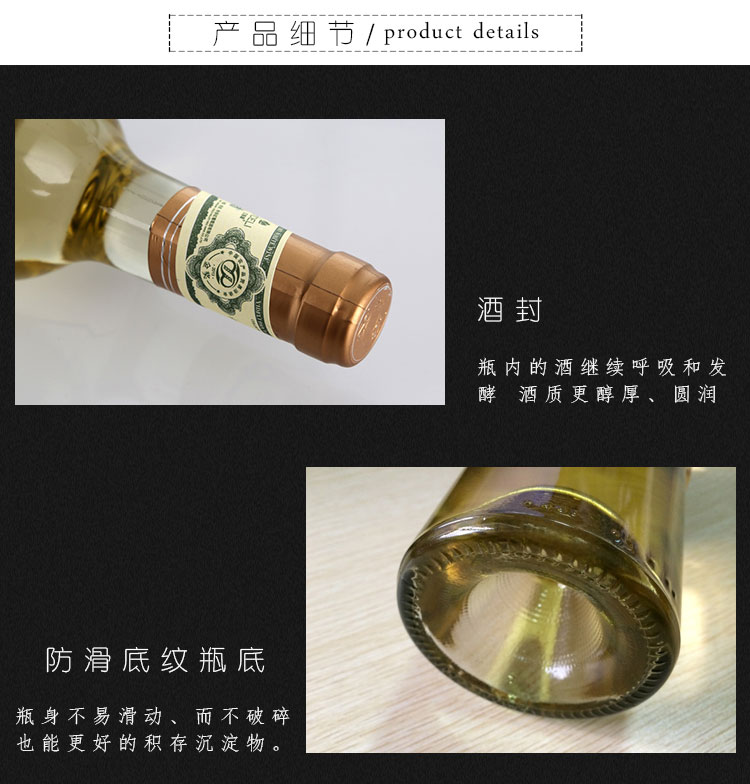 产品细节/product details
酒封
瓶内的酒继续呼吸和发
酵 酒质更醇厚、圆润
防滑底纹瓶底
瓶身不易滑动、而不破碎
也能更好的积存沉淀物。